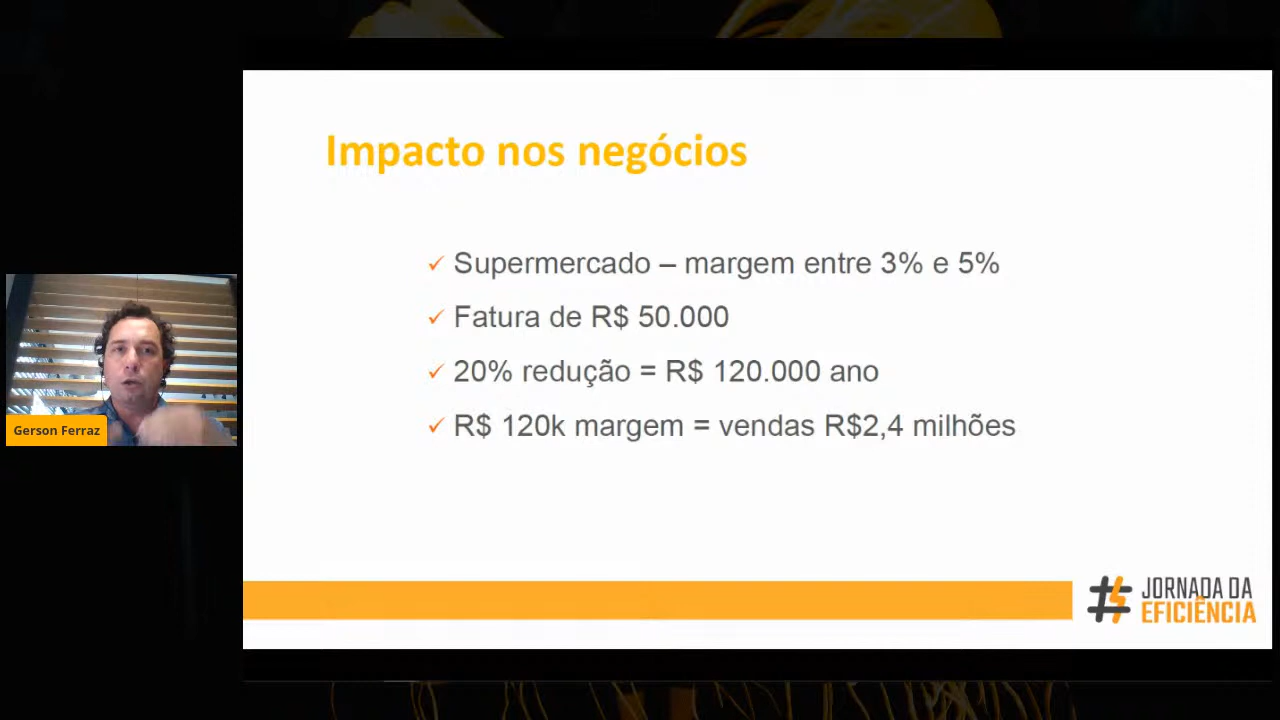 Impacto nos negócios
✓ Supermercado – margem entre 3% e 5%
✓ Fatura de R$ 50.000
✓ 20% redução = R$ 120.000 ano
✓ R$ 120k margem = vendas R$2,4 milhões
Gerson Ferraz
JORNADA DA
EFICIÊNCIA